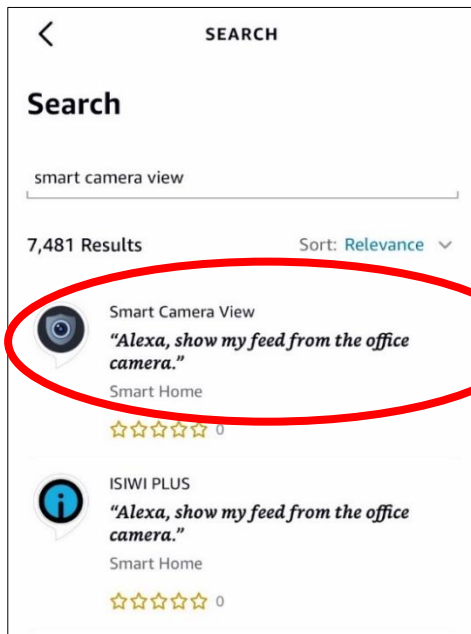 SEARCH
Search
smart camera view
7,481 Results
Sort: Relevance
Smart Camera View
“Alexa, show my feed from the office
camera.”
Smart Home
0
ISIWI PLUS
“Alexa, show my feed from the office
camera.”
Smart Home
0